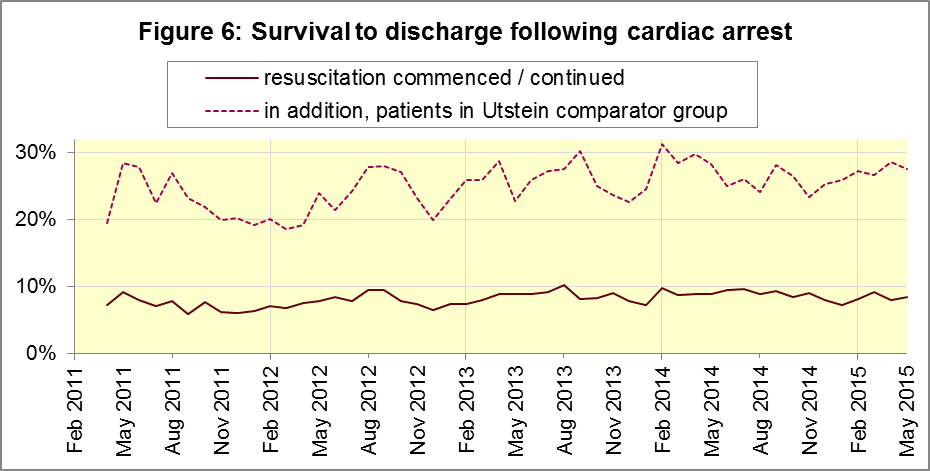 Figure 6: Survival to discharge following cardiac arrest
resuscitation commenced / continued
in addition, patients in Utstein comparator group
30%
20%
10%
0%
Feb 2011
May 2011
Aug 2011
Nov 2011
Feb 2012
May 2012
Aug 2012
Nov 2012
Feb 2013
May 2013
Aug 2013
Nov 2013
Feb 2014
May 2014
Aug 2014
Nov 2014
Feb 2015
May 2015